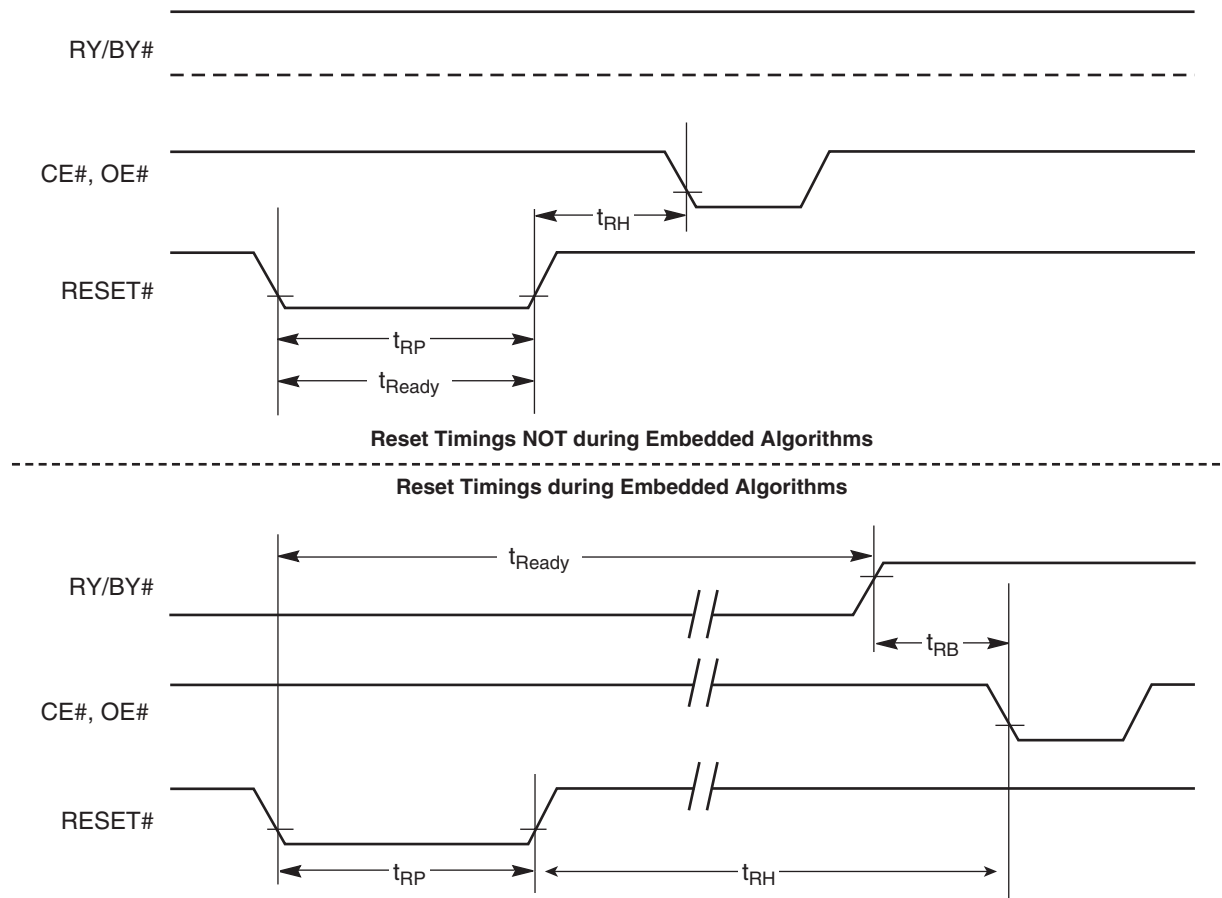 RY/BY#
CE#, OE#
tRH
RESET#
tRP
tReady
Reset Timings NOT during Embedded Algorithms
Reset Timings during Embedded Algorithms
tReady
RY/BY#
tRB
CE#, OE#
RESET#
tRP
tRH